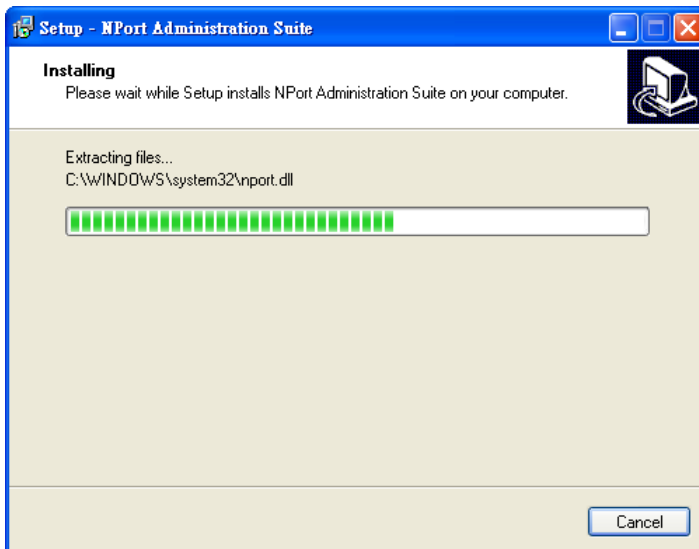 Setup - NPort Administration Suite
Installing
Please wait while Setup installs NPort Administration Suite on your computer.
Extracting files...
C:\WINDOWS\system32\nport.dll
Cancel